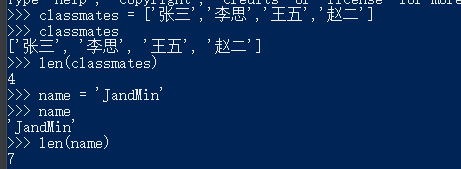 Type "help", "copyright", "credits" or "license" for more
>>> classmates = ['张三','李思','王五','赵二']
>>> classmates
['张三', '李思', '王五', '赵二']
>>> len(classmates)
4
>>> name = 'JandMin'
>>> name
'JandMin'
>>> len(name)
7